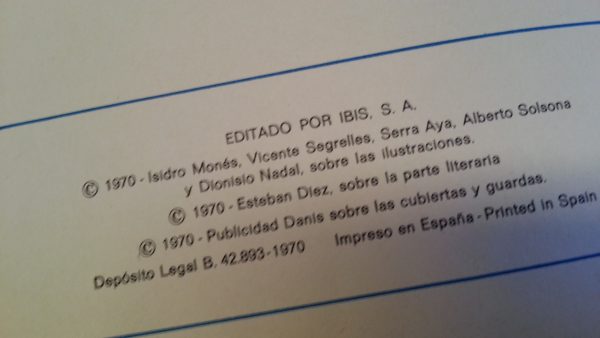 EDITADO POR IBIS, S. A.
© 1970 - Isidro Monés, Vicente Segrelles, Serra Aya, Alberto Solsona
y Dionisio Nadal, sobre las ilustraciones.
© 1970 - Esteban Diez, sobre la parte literaria
© 1970 - Publicidad Danis sobre las cubiertas y guardas.
Depósito Legal B. 42.893-1970 Impreso en España - Printed in Spain